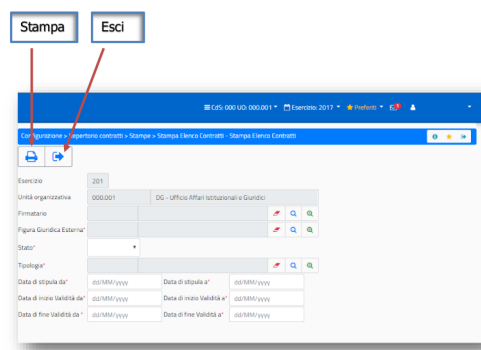 Stampa Esci
CdS: 000 UO: 000.001 Esercizio: 2017 Preferiti
Configurazione > Repertorio contratti > Stampe > Stampa Elenco Contratti - Stampa Elenco Contratti
Esercizio 201
Unità organizzativa 000.001 DG - Ufficio Affari Istituzionali e Giuridici
Firmatario
Figura Giuridica Esterna*
Stato*
Tipologia*
Data di stipula da* dd/MM/yyyy Data di stipula a* dd/MM/yyyy
Data di inizio Validità da* dd/MM/yyyy Data di inizio Validità a* dd/MM/yyyy
Data di fine Validità da * dd/MM/yyyy Data di fine Validità a* dd/MM/yyyy